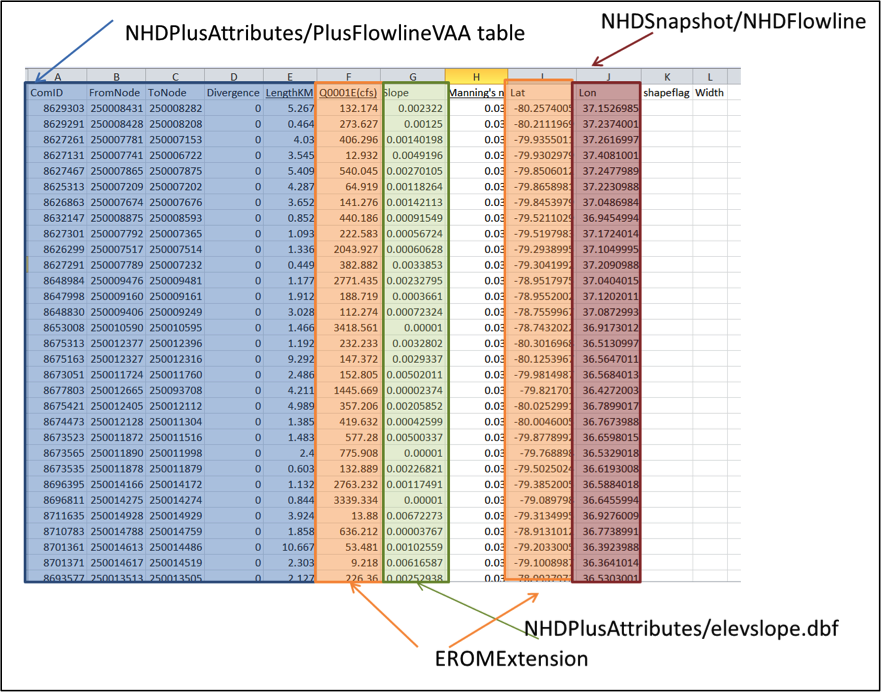 NHDPlusAttributes/PlusFlowlineVAA table
NHDSnapshot/NHDFlowline
A B C D E F G H I J K L
ComID FromNode ToNode Divergence LengthKM Q0001E(cfs) Slope Manning's n Lat Lon shapeflag Width
8629303 250008431 250008282 0 5.267 132.174 0.002322 0.03 -80.2574005 37.1526985
8629291 250008428 250008208 0 0.464 273.627 0.00125 0.03 -80.2111969 37.2374001
8627261 250007781 250007153 0 4.03 406.296 0.00140198 0.03 -79.9355011 37.2616997
8627131 250007741 250006722 0 3.545 12.932 0.0049196 0.03 -79.9302979 37.4081001
8627467 250007865 250007875 0 5.409 540.045 0.00270105 0.03 -79.8506012 37.2477989
8625313 250007209 250007202 0 4.287 64.919 0.00118264 0.03 -79.8658981 37.2230988
8626863 250007674 250007676 0 3.652 141.276 0.00142113 0.03 -79.8453979 37.0486984
8632147 250008875 250008593 0 0.852 440.186 0.00091549 0.03 -79.5211029 36.9454994
8627301 250007792 250007365 0 1.093 222.583 0.00056724 0.03 -79.5197983 37.1724014
8626299 250007517 250007514 0 1.336 2043.927 0.00060628 0.03 -79.2938995 37.1049995
8627291 250007789 250007232 0 0.449 382.882 0.0033853 0.03 -79.3041992 37.2090988
8648984 250009476 250009481 0 1.177 2771.435 0.00232795 0.03 -78.9517975 37.0404015
8647998 250009160 250009161 0 1.912 188.719 0.0003661 0.03 -78.9552002 37.1202011
8648830 250009406 250009249 0 3.028 112.274 0.00072324 0.03 -78.7559967 37.0872993
8653008 250010590 250010595 0 1.466 3418.561 0.00001 0.03 -78.7432022 36.9173012
8675313 250012377 250012396 0 1.192 232.233 0.0032802 0.03 -80.3016968 36.5130997
8675163 250012327 250012316 0 9.292 147.372 0.0029337 0.03 -80.1253967 36.5647011
8673051 250011724 250011760 0 2.486 152.805 0.00502011 0.03 -79.9814987 36.5684013
8677803 250012665 250093708 0 4.211 1445.669 0.00002374 0.03 -79.821701 36.4272003
8675421 250012405 250012112 0 4.989 357.206 0.00205852 0.03 -80.0252991 36.7899017
8674473 250012128 250011304 0 1.385 419.632 0.00042599 0.03 -80.0046005 36.7673988
8673523 250011872 250011516 0 1.483 577.28 0.00500337 0.03 -79.8778992 36.6598015
8673565 250011890 250011998 0 2.4 775.908 0.00001 0.03 -79.768898 36.5329018
8673535 250011878 250011879 0 0.603 132.889 0.00226821 0.03 -79.5025024 36.6193008
8696395 250014166 250014172 0 1.132 2763.232 0.00117491 0.03 -79.3852005 36.5884018
8696811 250014275 250014274 0 0.844 3339.334 0.00001 0.03 -79.089798 36.6455994
8711635 250014928 250014929 0 3.924 13.88 0.00672273 0.03 -79.3134995 36.9276009
8710783 250014788 250014759 0 1.858 636.212 0.00003767 0.03 -78.9131012 36.7738991
8701361 250014613 250014486 0 10.667 53.481 0.00102559 0.03 -79.2033005 36.3923988
8701371 250014617 250014519 0 2.303 9.218 0.00616587 0.03 -79.1008987 36.3641014
8693577 250013513 250013505 0 2.127 226.36 0.00252938 0.03 36.5303001
NHDPlusAttributes/elevslope.dbf
EROMExtension